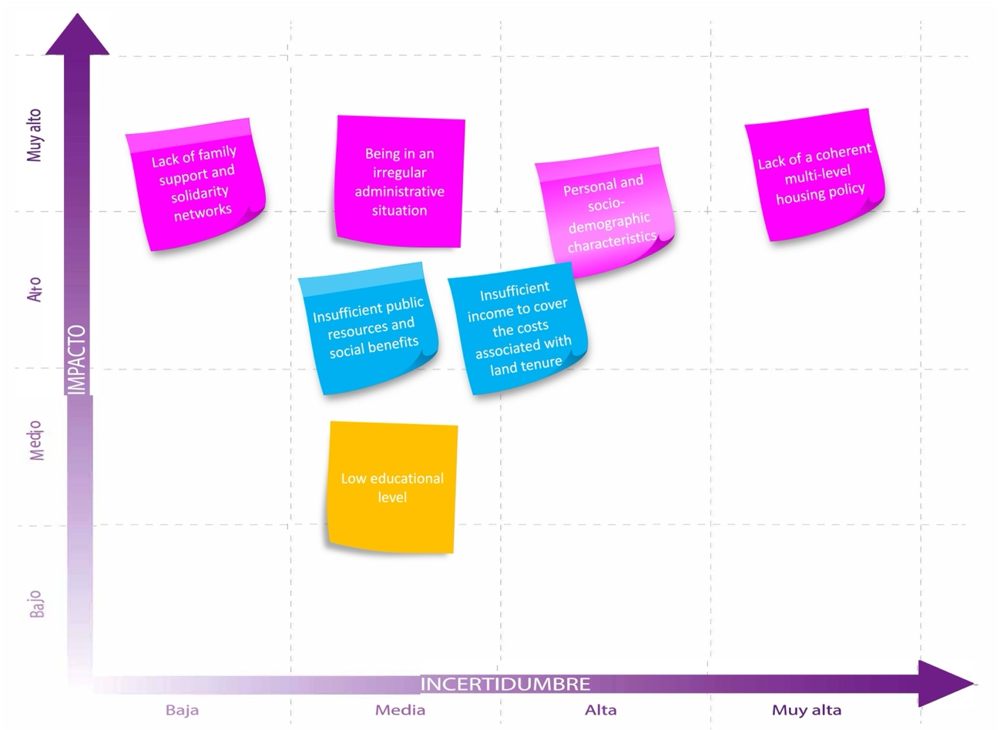 Muy alto
Lack of family
support and
solidarity
networks
Being in an
irregular
administrative
situation
Personal and
socio-
demographic
characteristics
Lack of a coherent
multi-level
housing policy
Alto
Insufficient public
resources and
social benefits
Insufficient
income to cover
the costs
associated with
land tenure
IMPACTO
Medio
Low educational
level
Bajo
INCERTIDUMBRE
Baja
Media
Alta
Muy alta